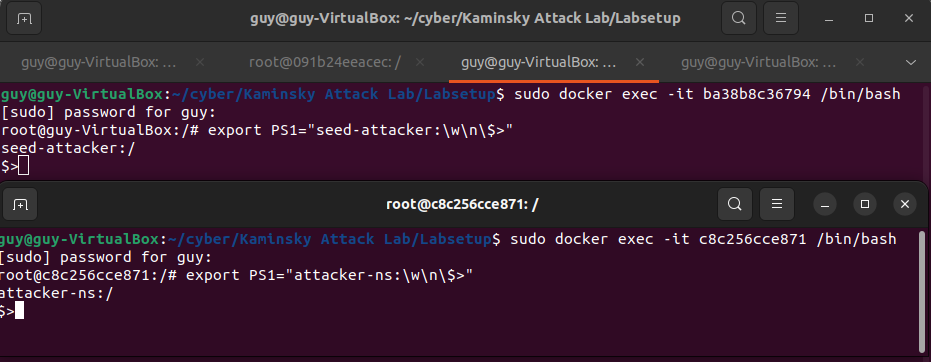 guy@guy-VirtualBox: ~/cyber/Kaminsky Attack Lab/Labsetup
guy@guy-VirtualBox: ...
root@091b24eeacec: /
guy@guy-VirtualBox: ...
guy@guy-VirtualBox: ...
guy@guy-VirtualBox:~/cyber/Kaminsky Attack Lab/Labsetup$ sudo docker exec -it ba38b8c36794 /bin/bash
[sudo] password for guy:
root@guy-VirtualBox:/# export PS1="seed-attacker:\w\n\$>"
seed-attacker:/
$>
root@c8c256cce871: /
guy@guy-VirtualBox:~/cyber/Kaminsky Attack Lab/Labsetup$ sudo docker exec -it c8c256cce871 /bin/bash
[sudo] password for guy:
root@c8c256cce871:/# export PS1="attacker-ns:\w\n\$>"
attacker-ns:/
$>